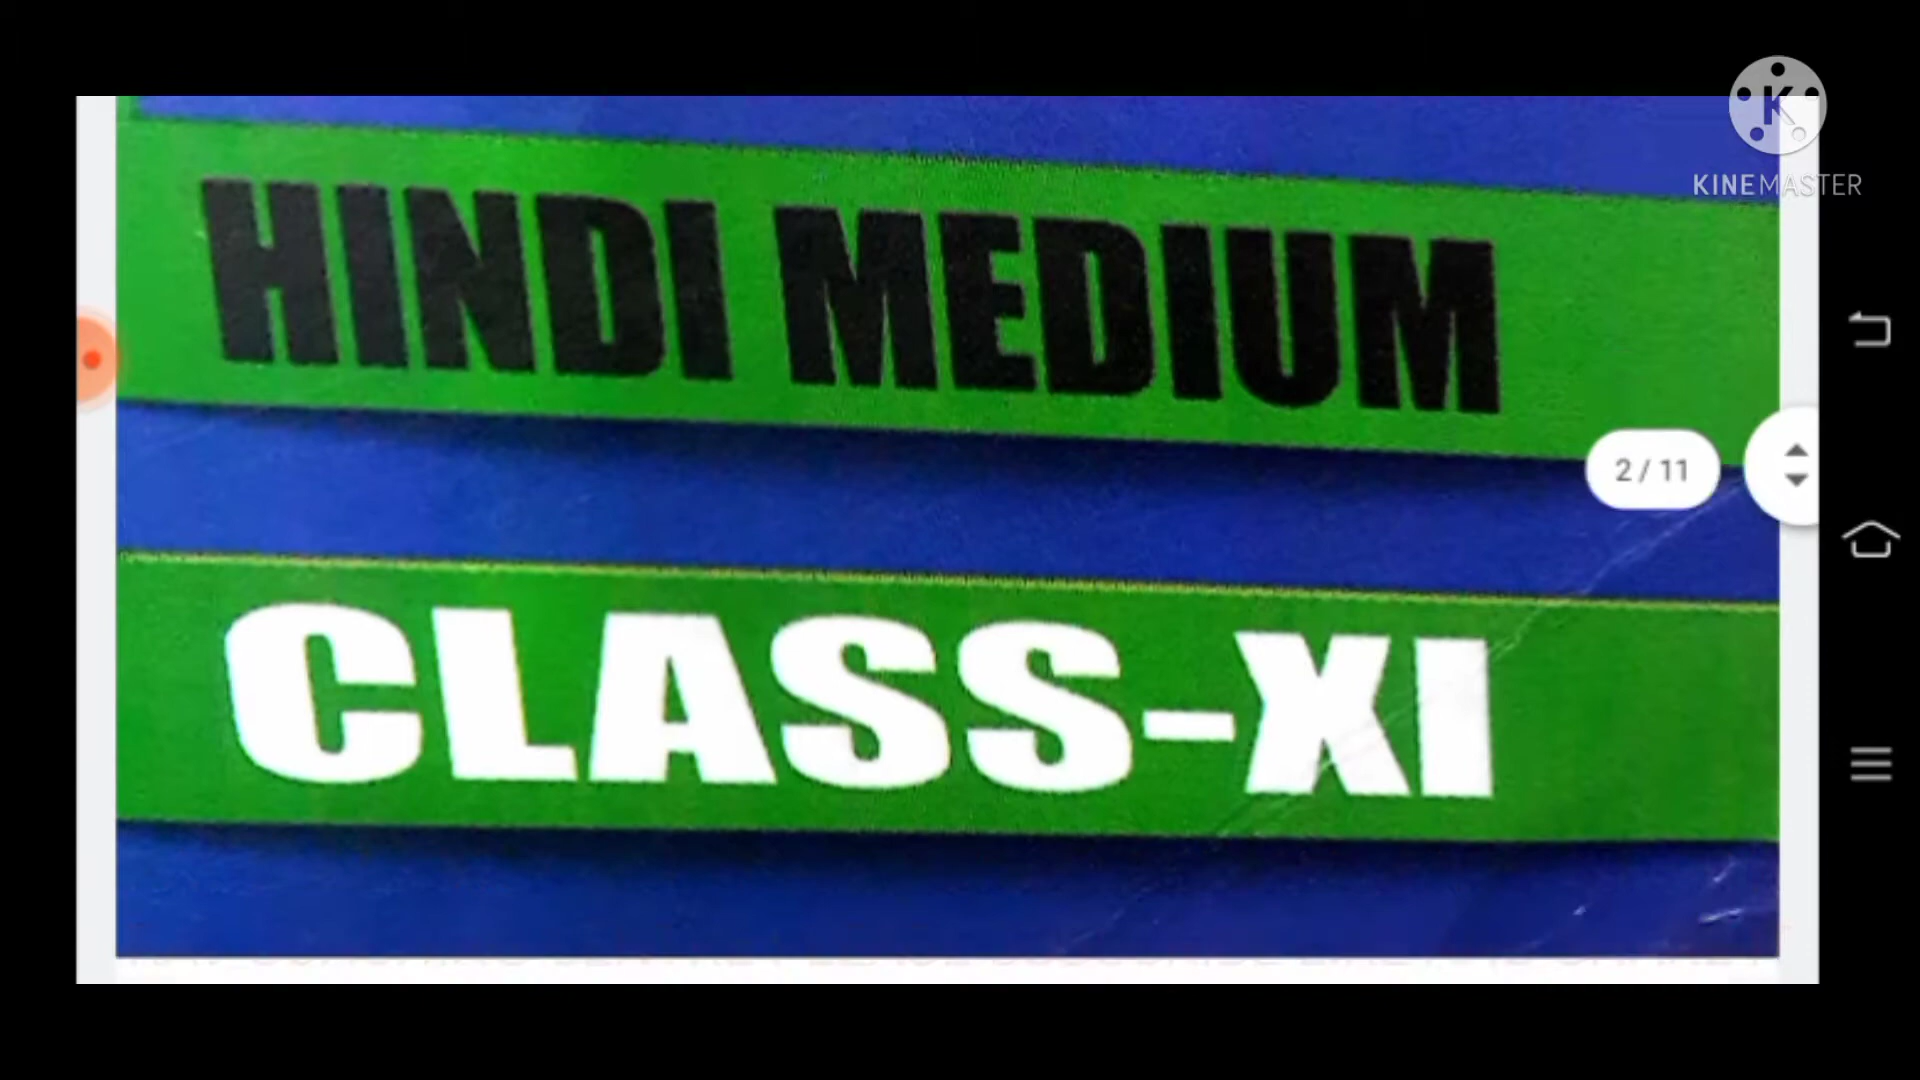 K
KINEMASTER
HINDI MEDIUM
2 / 11
CLASS-XI